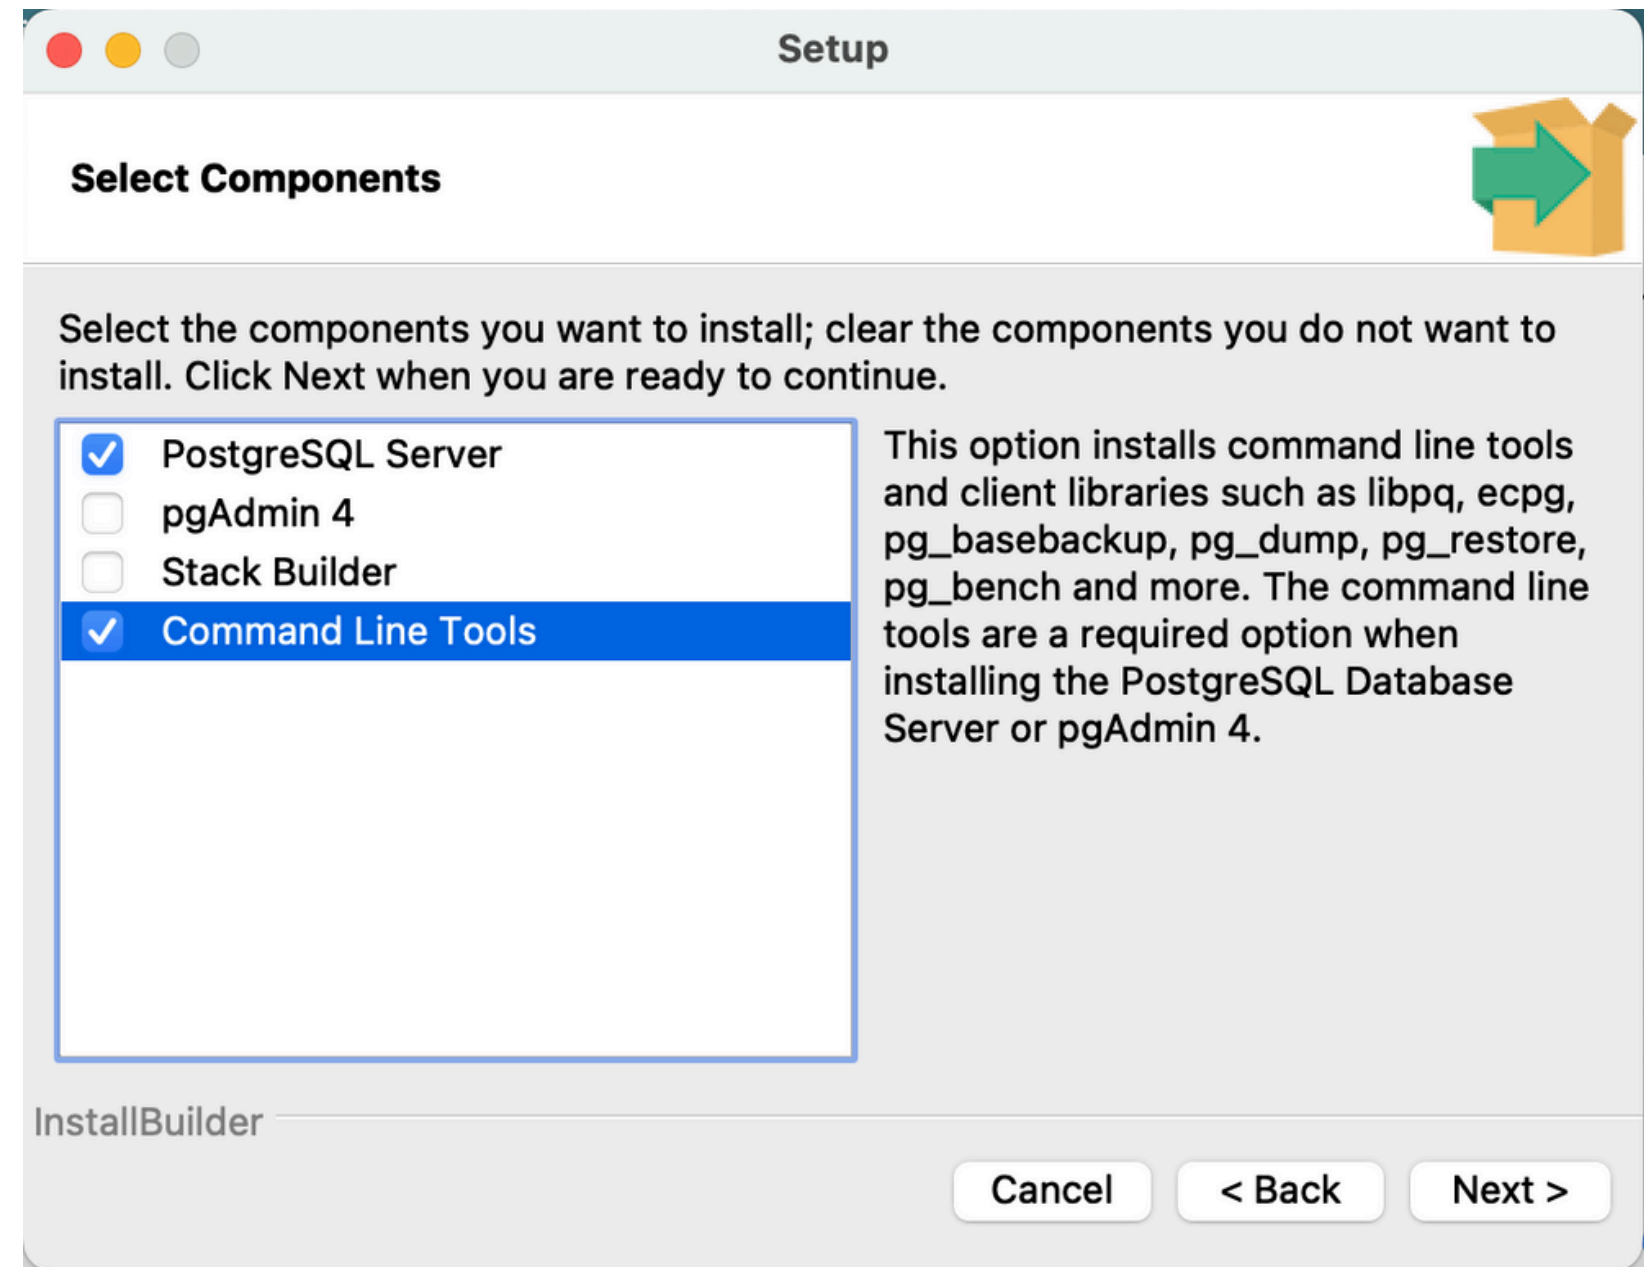 Setup
Select Components
Select the components you want to install; clear the components you do not want to
install. Click Next when you are ready to continue.
PostgreSQL Server
pgAdmin 4
Stack Builder
Command Line Tools
This option installs command line tools
and client libraries such as libpq, ecpg,
pg_basebackup, pg_dump, pg_restore,
pg_bench and more. The command line
tools are a required option when
installing the PostgreSQL Database
Server or pgAdmin 4.
InstallBuilder
Cancel
< Back
Next >